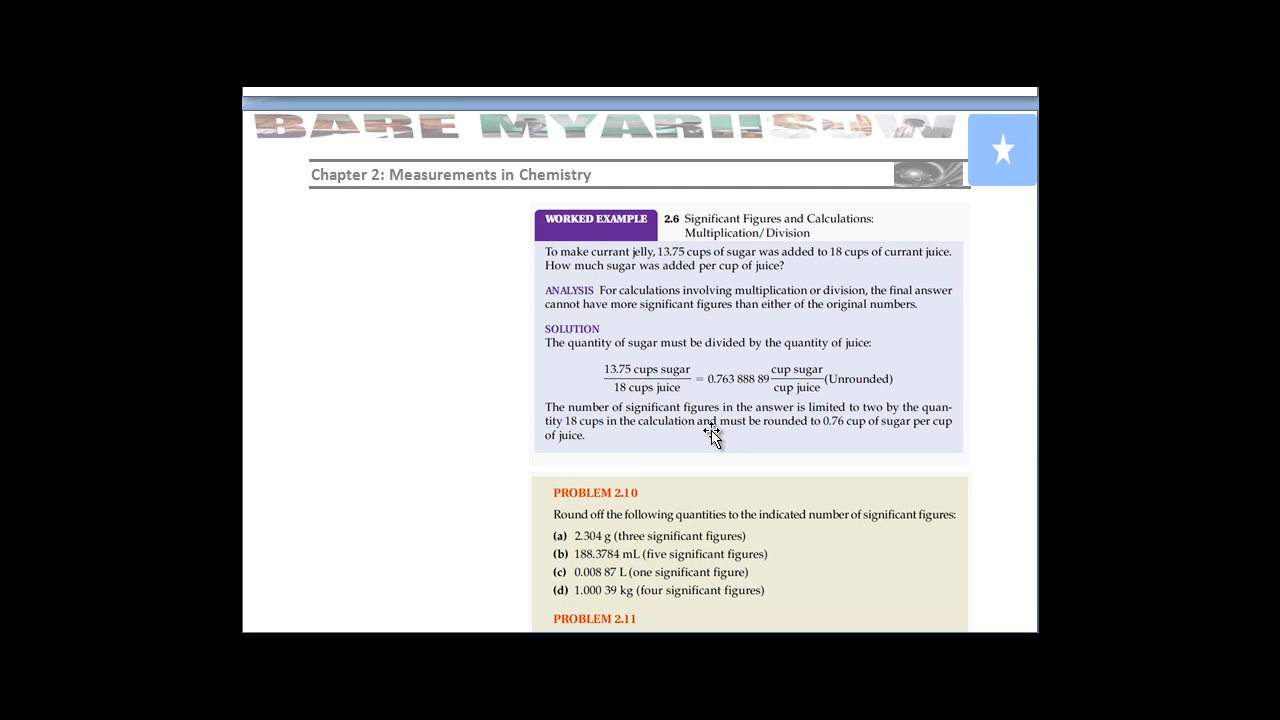 BARE MYARIISUW
Chapter 2: Measurements in Chemistry
WORKED EXAMPLE 2.6 Significant Figures and Calculations:
Multiplication/Division
To make currant jelly, 13.75 cups of sugar was added to 18 cups of currant juice.
How much sugar was added per cup of juice?
ANALYSIS For calculations involving multiplication or division, the final answer
cannot have more significant figures than either of the original numbers.
SOLUTION
The quantity of sugar must be divided by the quantity of juice:
13.75 cups sugar / 18 cups juice = 0.763 888 89 cup sugar / cup juice (Unrounded)
The number of significant figures in the answer is limited to two by the quan-
tity 18 cups in the calculation and must be rounded to 0.76 cup of sugar per cup
of juice.
PROBLEM 2.10
Round off the following quantities to the indicated number of significant figures:
(a) 2.304 g (three significant figures)
(b) 188.3784 mL (five significant figures)
(c) 0.008 87 L (one significant figure)
(d) 1.000 39 kg (four significant figures)
PROBLEM 2.11